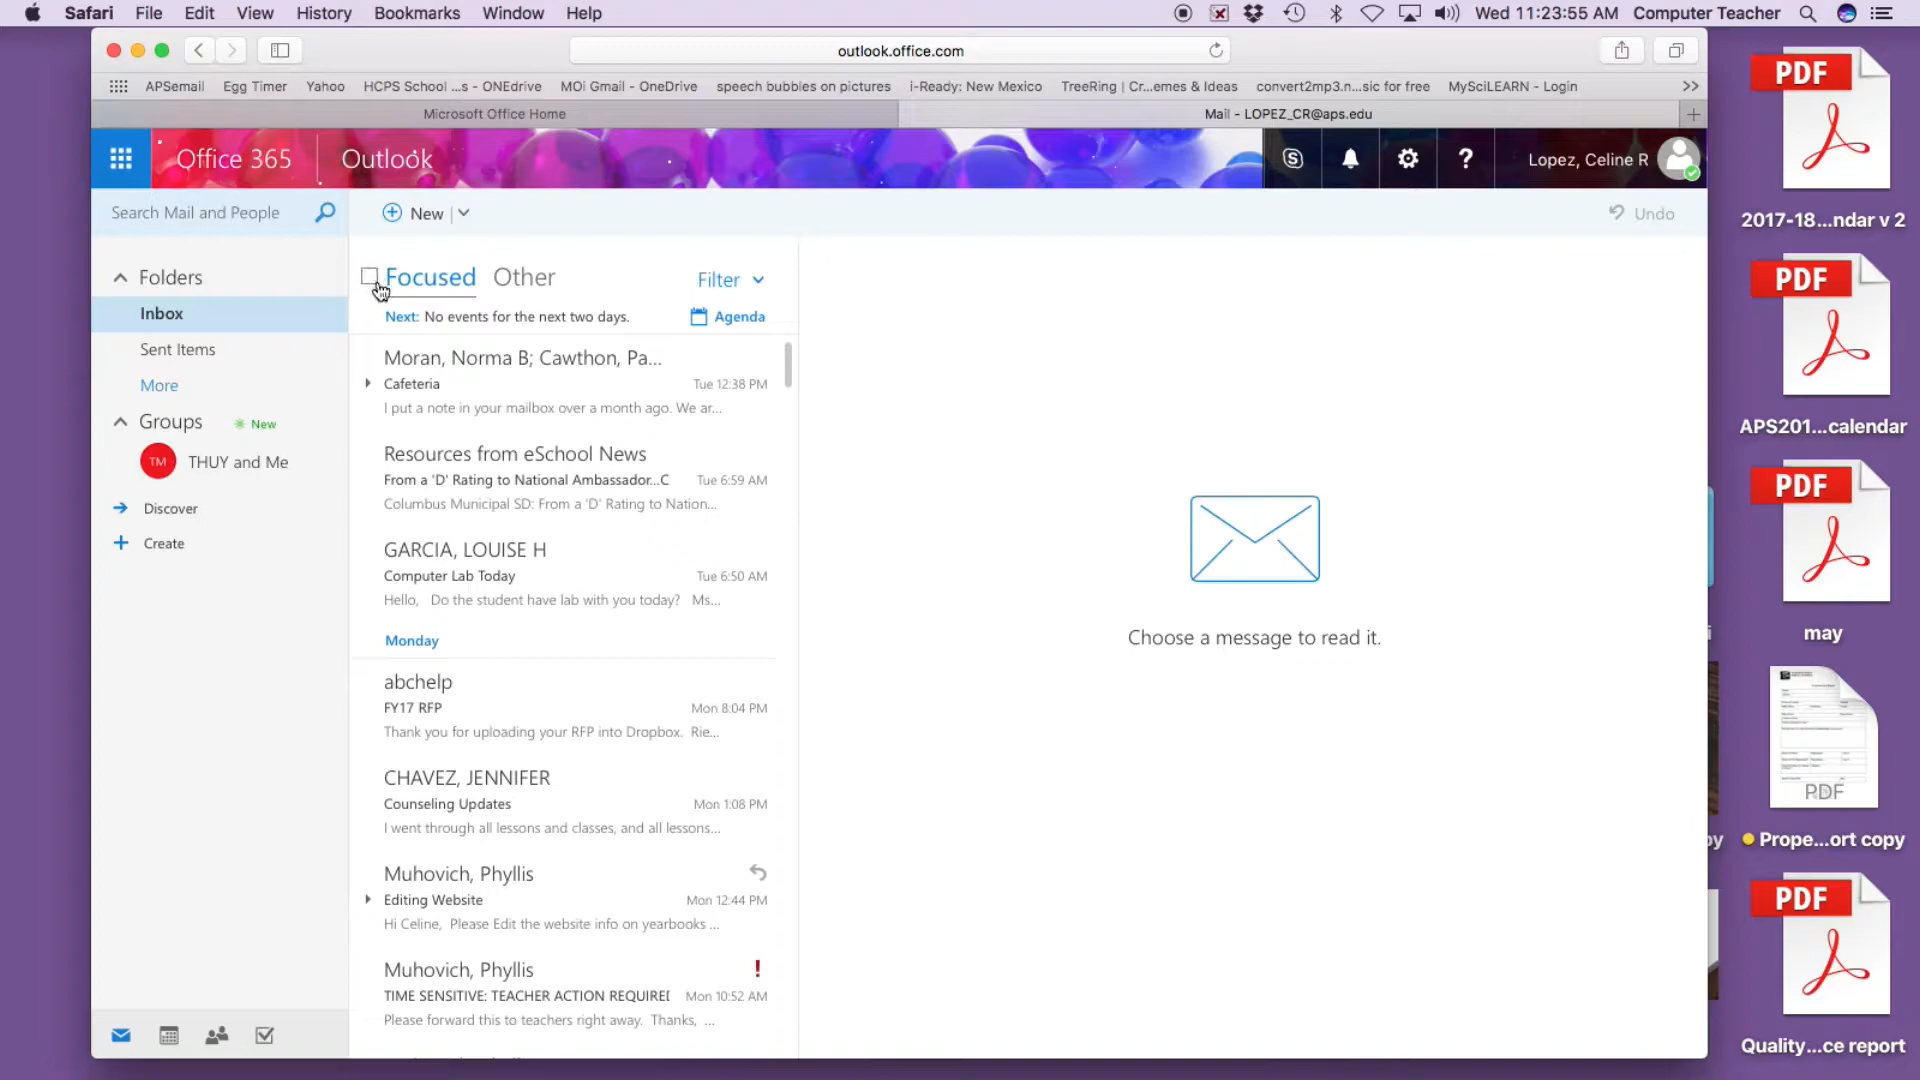 Safari File Edit View History Bookmarks Window Help
Wed 11:23:55 AM Computer Teacher
outlook.office.com
APSemail Egg Timer Yahoo HCPS School ...s - ONEdrive MOi Gmail - OneDrive speech bubbles on pictures i-Ready: New Mexico TreeRing | Cr...emes & Ideas convert2mp3.n...sic for free MySciLEARN - Login
Microsoft Office Home
Mail - LOPEZ_CR@aps.edu
Office 365 Outlook
Lopez, Celine R
Search Mail and People
New
Undo
Folders
Inbox
Sent Items
More
Groups New
TM THUY and Me
Discover
Create
Focused Other Filter
Next: No events for the next two days. Agenda
Moran, Norma B; Cawthon, Pa...
Cafeteria Tue 12:38 PM
I put a note in your mailbox over a month ago. We ar...
Resources from eSchool News
From a 'D' Rating to National Ambassador...C Tue 6:59 AM
Columbus Municipal SD: From a 'D' Rating to Nation...
GARCIA, LOUISE H
Computer Lab Today Tue 6:50 AM
Hello, Do the student have lab with you today? Ms...
Monday
abchelp
FY17 RFP Mon 8:04 PM
Thank you for uploading your RFP into Dropbox. Rie...
CHAVEZ, JENNIFER
Counseling Updates Mon 1:08 PM
I went through all lessons and classes, and all lessons...
Muhovich, Phyllis
Editing Website Mon 12:44 PM
Hi Celine, Please Edit the website info on yearbooks ...
Muhovich, Phyllis !
TIME SENSITIVE: TEACHER ACTION REQUIRED Mon 10:52 AM
Please forward this to teachers right away. Thanks, ...
Choose a message to read it.
PDF
2017-18...ndar v 2
PDF
APS201...calendar
PDF
may
PDF
Prope...ort copy
PDF
Quality...ce report